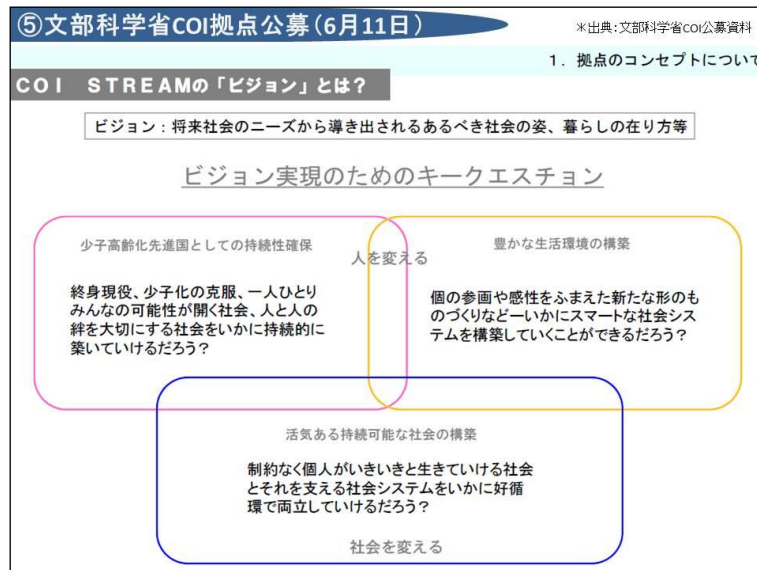 ⑤文部科学省COI拠点公募(6月11日)
*出典:文部科学省COI公募資料
1. 拠点のコンセプトについて
COI STREAMの「ビジョン」とは?
ビジョン:将来社会のニーズから導き出されるあるべき社会の姿、暮らしの在り方等
ビジョン実現のためのキークエスチョン
少子高齢化先進国としての持続性確保
人を変える
豊かな生活環境の構築
終身現役、少子化の克服、一人ひとり
みんなの可能性が開く社会、人と人の
絆を大切にする社会をいかに持続的に
築いていけるだろう?
個の参画や感性をふまえた新たな形のも
のづくりなどーいかにスマートな社会シス
テムを構築していくことができるだろう?
活気ある持続可能な社会の構築
制約なく個人がいきいきと生きていける社会
とそれを支える社会システムをいかに好循
環で両立していけるだろう?
社会を変える